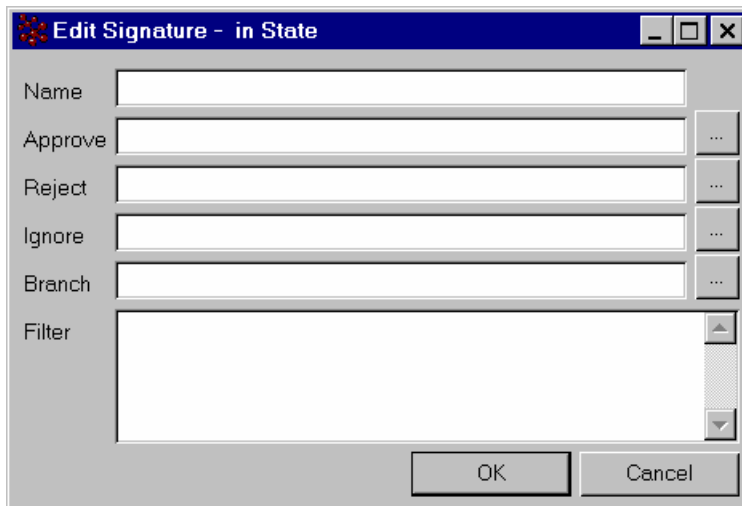 Edit Signature -  in State
Name
Approve ...
Reject ...
Ignore ...
Branch ...
Filter
OK Cancel